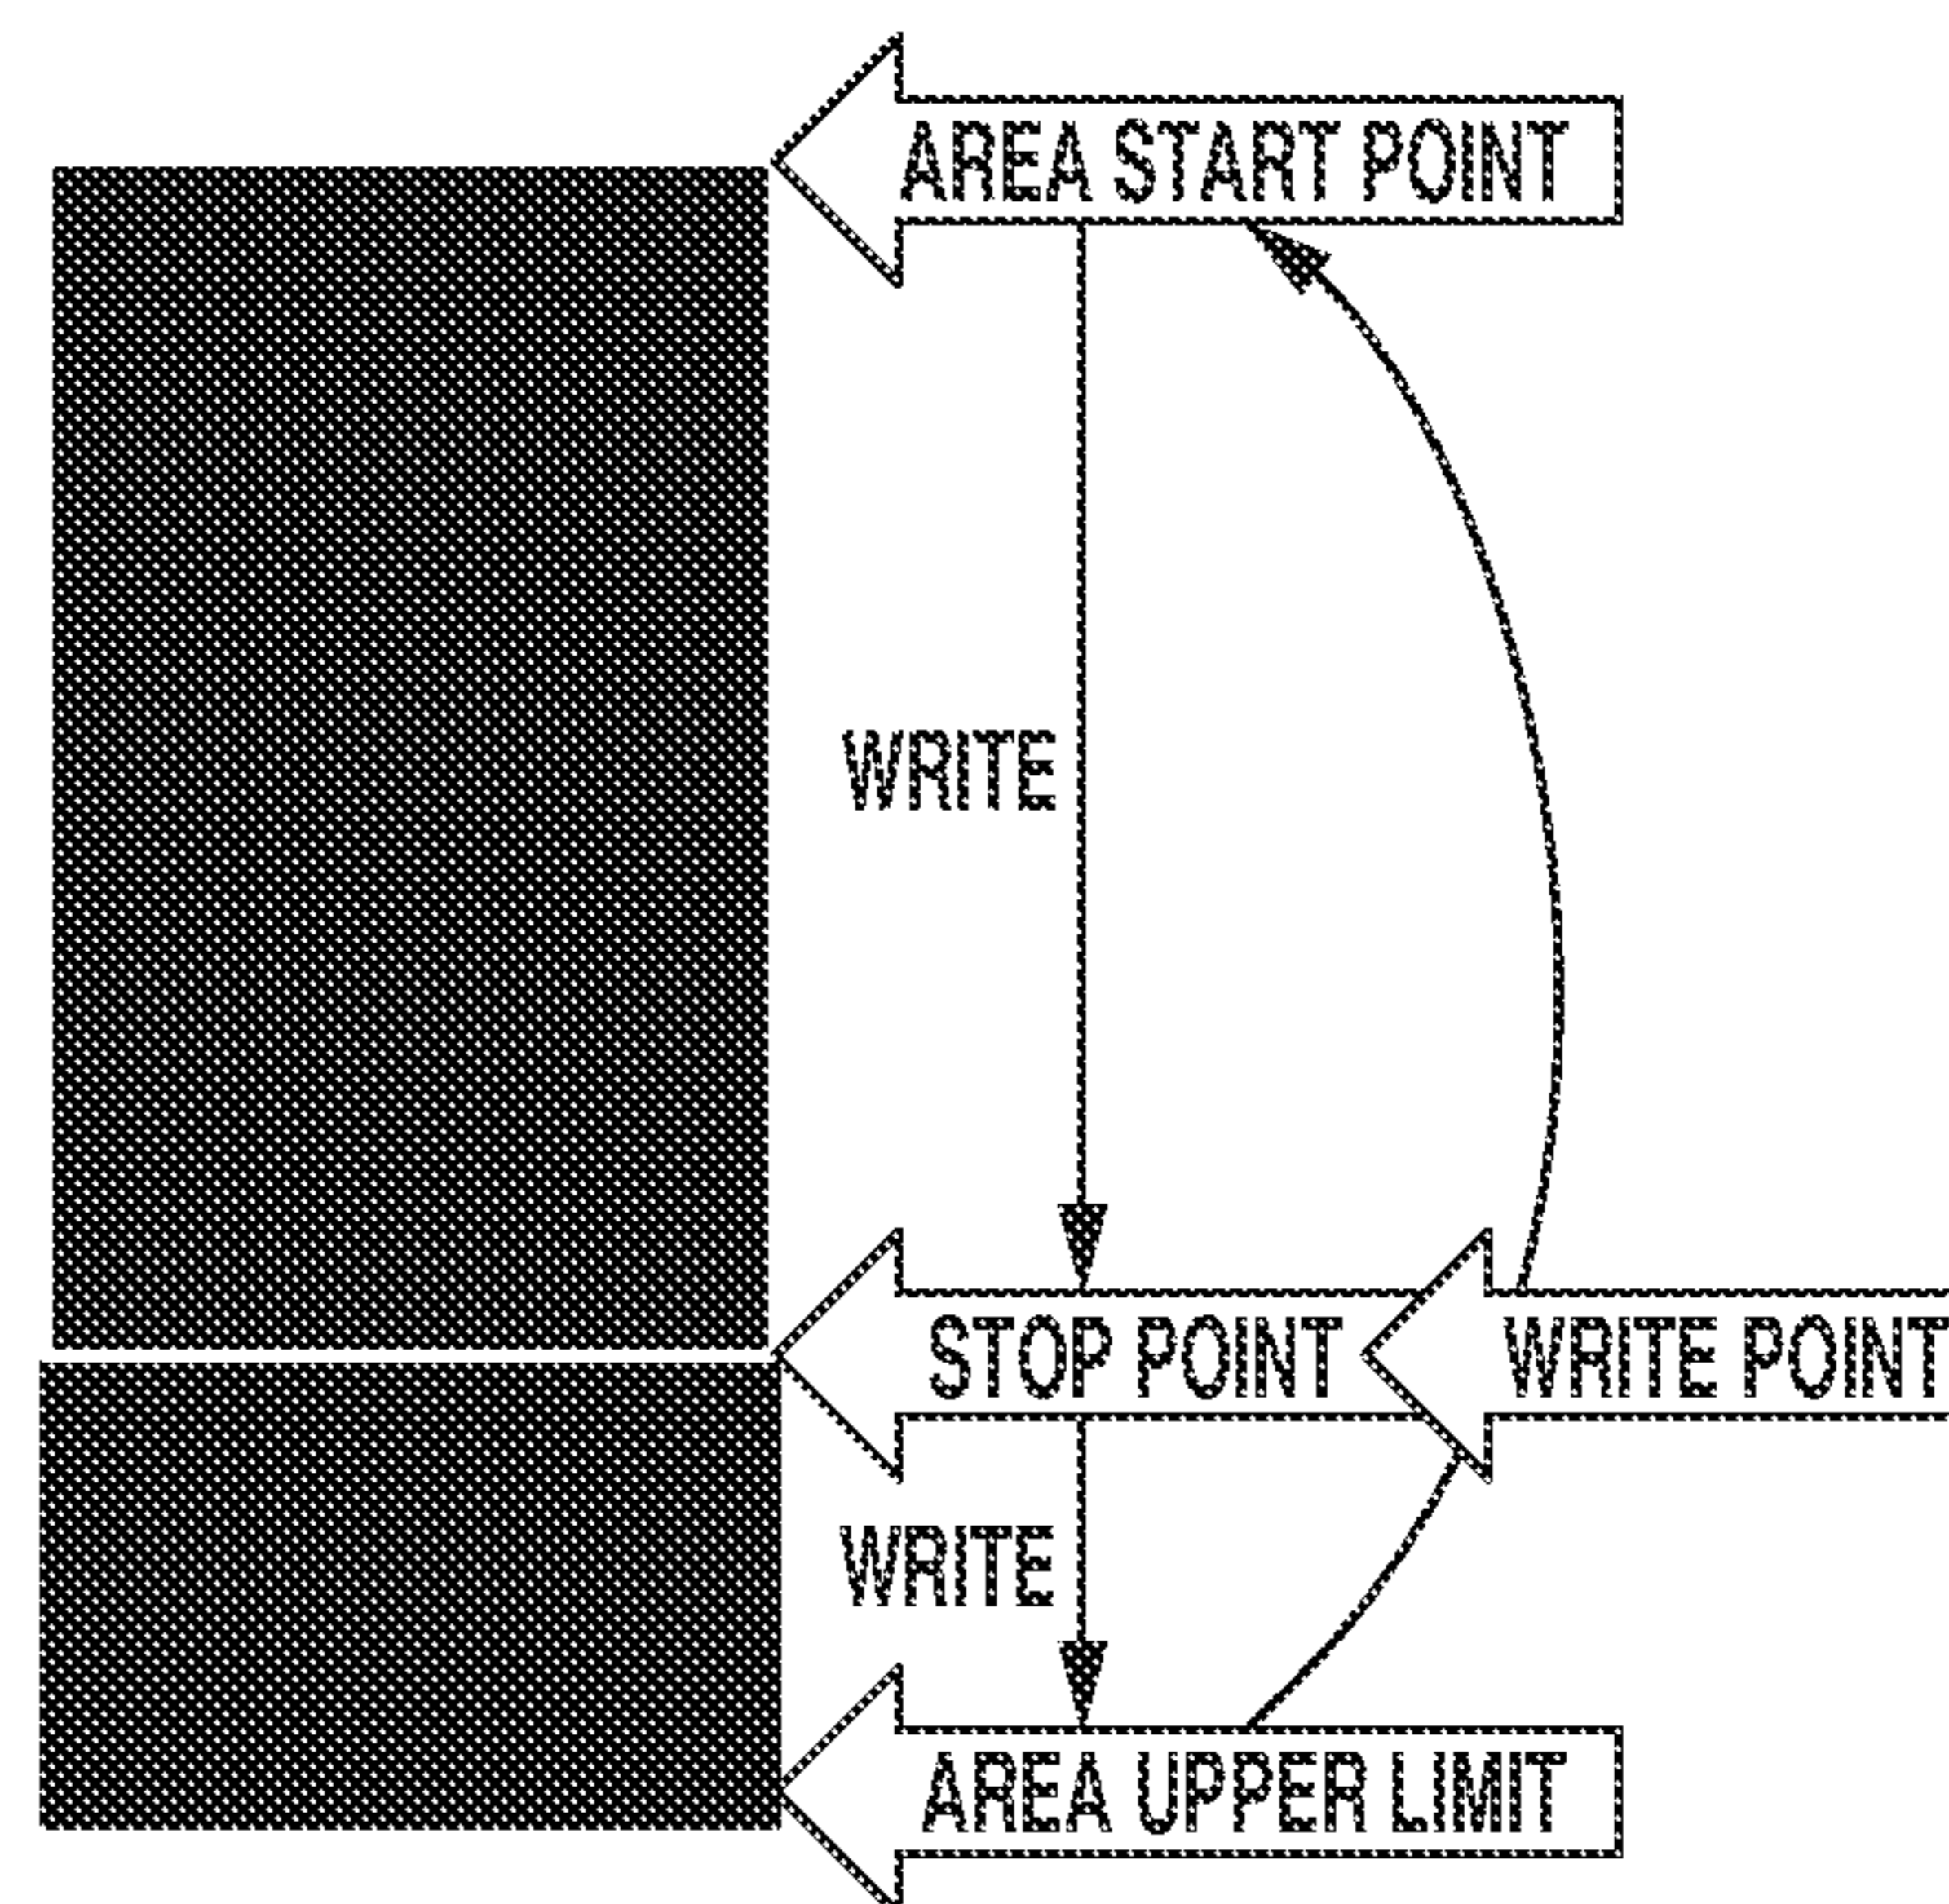 AREA START POINT
WRITE
STOP POINT
WRITE POINT
WRITE
AREA UPPER LIMIT